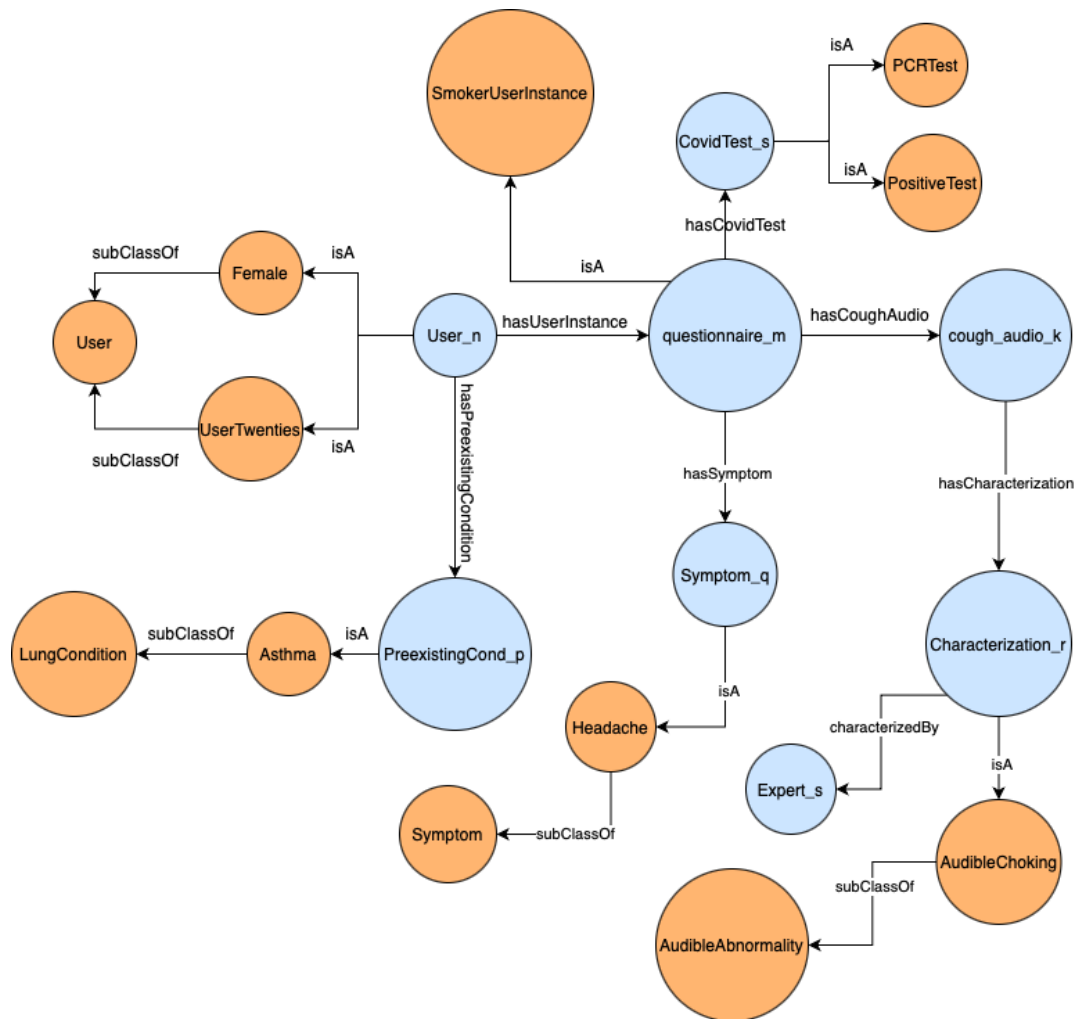 isA
PCRTest
SmokerUserInstance
CovidTest_s
isA
PositiveTest
hasCovidTest
subClassOf
isA
isA
Female
hasCoughAudio
hasUserInstance
User
User_n
questionnaire_m
cough_audio_k
hasPreexistingCondition
UserTwenties
isA
subClassOf
hasSymptom
hasCharacterization
Symptom_q
subClassOf
isA
LungCondition
Asthma
PreexistingCond_p
Characterization_r
isA
Headache
characterizedBy
isA
Expert_s
Symptom
subClassOf
AudibleChoking
subClassOf
AudibleAbnormality